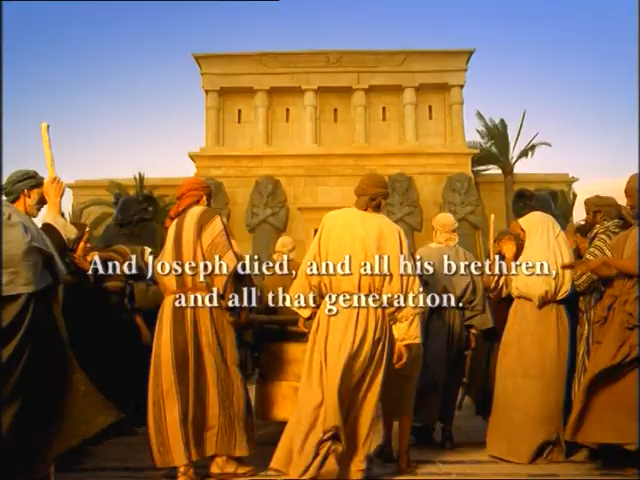 And Joseph died, and all his brethren,
and all that generation.